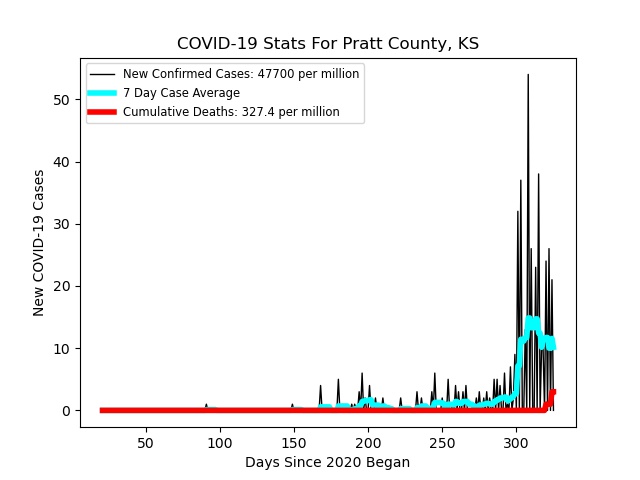 COVID-19 Stats For Pratt County, KS
New Confirmed Cases: 47700 per million
7 Day Case Average
Cumulative Deaths: 327.4 per million
New COVID-19 Cases
50
40
30
20
10
0
50 100 150 200 250 300
Days Since 2020 Began